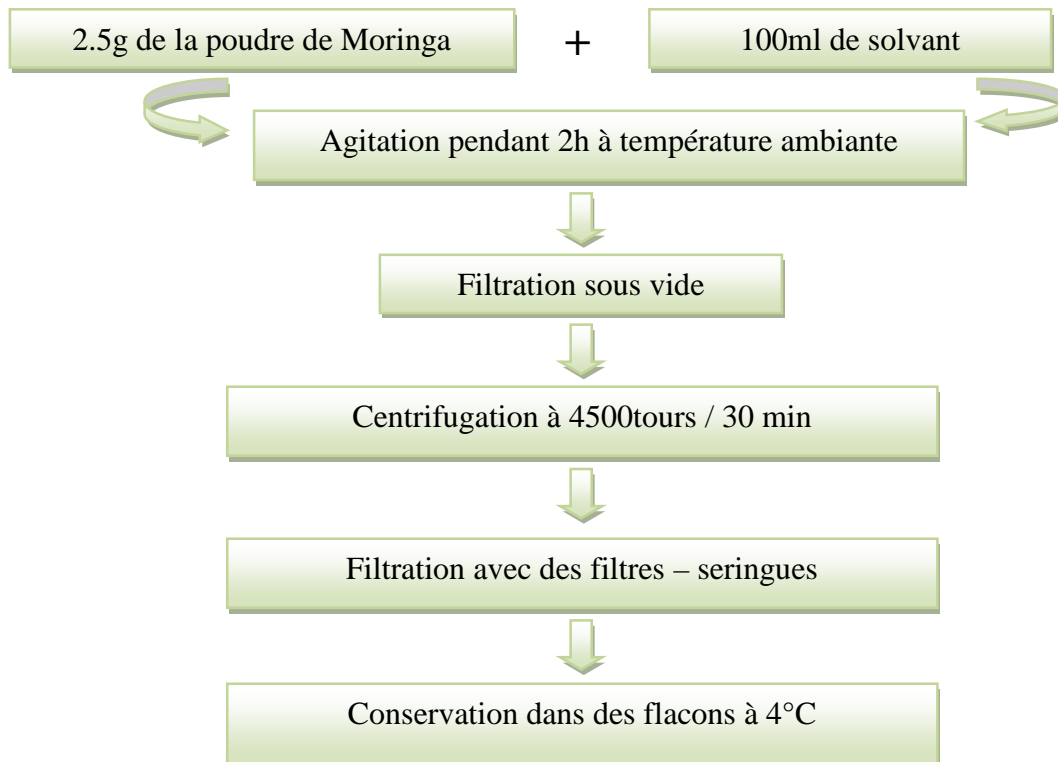 2.5g de la poudre de Moringa + 100ml de solvant
Agitation pendant 2h à température ambiante
Filtration sous vide
Centrifugation à 4500tours / 30 min
Filtration avec des filtres – seringues
Conservation dans des flacons à 4°C